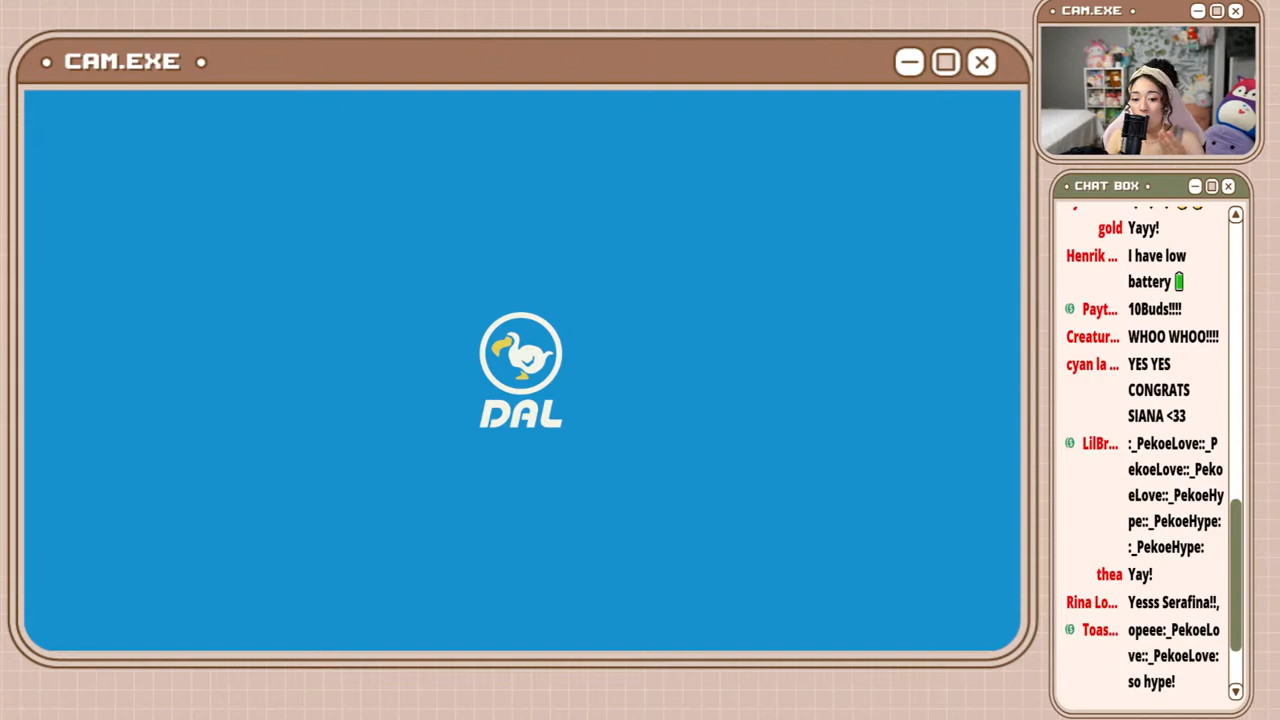 CAM.EXE
DAL
CAM.EXE
CHAT BOX
gold Yayy!
Henrik ... I have low
battery
Payt... 10Buds!!!!
Creatur... WHOO WHOO!!!!
cyan la ... YES YES
CONGRATS
SIANA <33
LilBr... :_PekoeLove::_P
ekoeLove::_Peko
eLove::_PekoeHy
pe::_PekoeHype:
:_PekoeHype:
thea Yay!
Rina Lo... Yesss Serafina!!,
Toas... opeee:_PekoeLo
ve::_PekoeLove:
so hype!